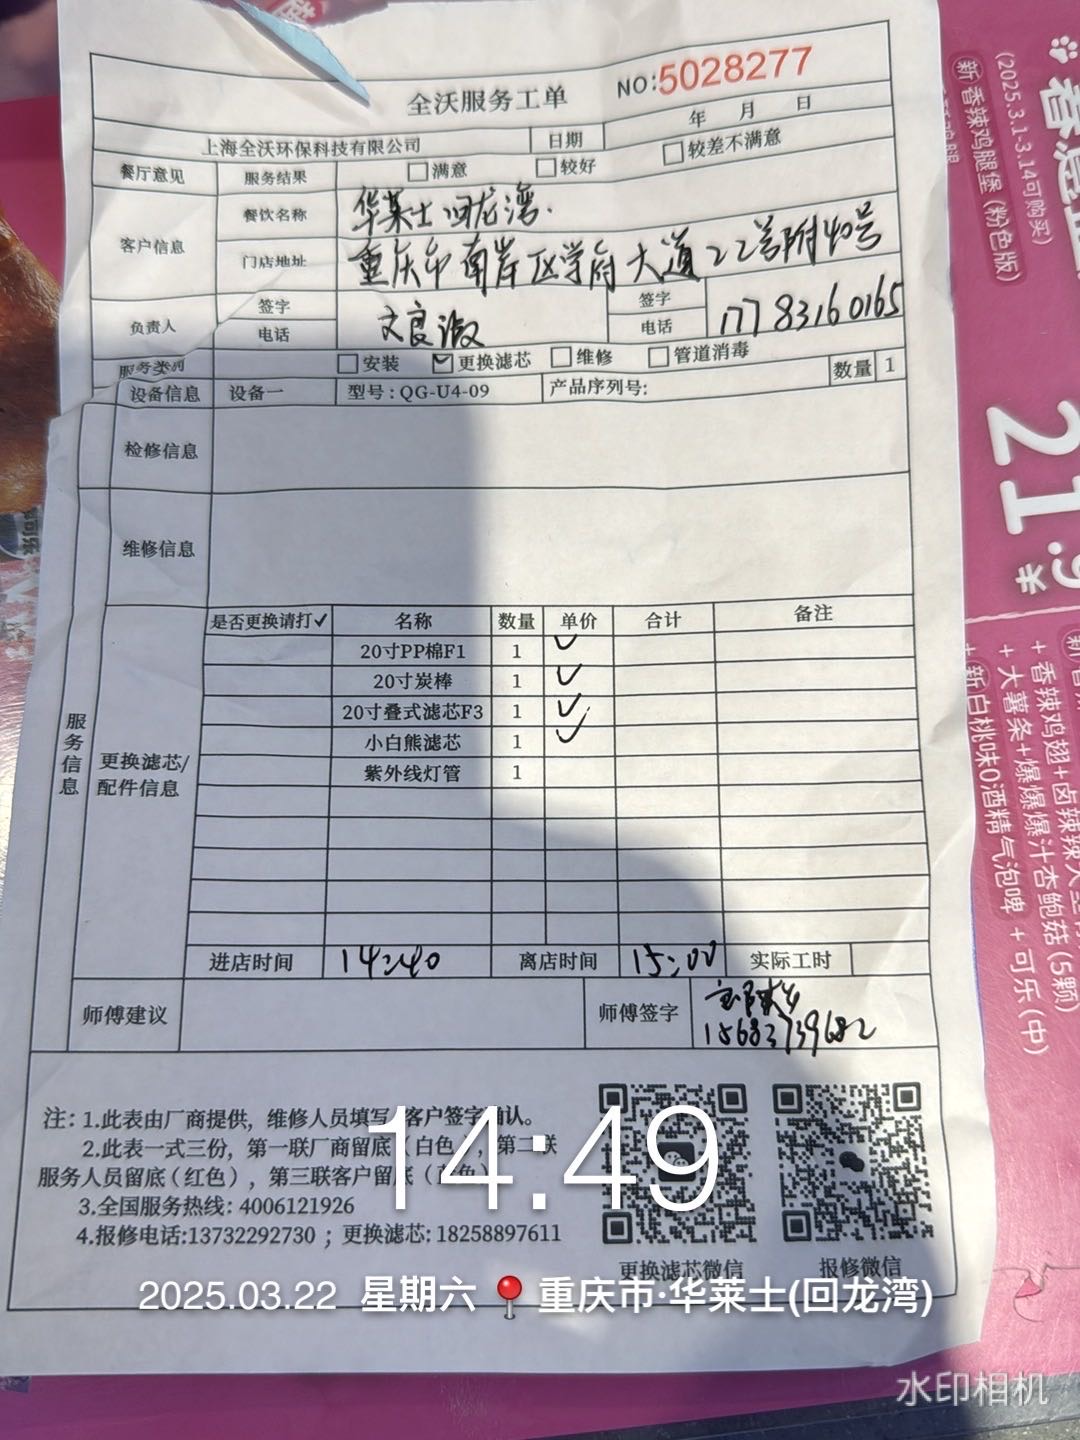 全沃服务工单
NO:5028277
年 月 日
上海全沃环保科技有限公司 日期
餐厅意见 服务结果 满意 较好 较差不满意
客户信息 餐饮名称 华莱士回龙湾.
门店地址 重庆市南岸区学府大道22号附40号
负责人 签字 签字
电话 电话 17783160165
服务类别 安装 更换滤芯 维修 管道消毒
设备信息 设备一 型号:QG-U4-09 产品序列号: 数量 1
检修信息
维修信息
服务信息
更换滤芯/
配件信息
是否更换请打✓ 名称 数量 单价 合计 备注
20寸PP棉F1 1 ✓
20寸炭棒 1 ✓
20寸叠式滤芯F3 1 ✓
小白熊滤芯 1 ✓
紫外线灯管 1
进店时间 14:40 离店时间 15:00 实际工时
师傅建议 师傅签字
15683739682
注: 1.此表由厂商提供，维修人员填写 客户签字确认。
2.此表一式三份，第一联厂商留底（白色），第二联
服务人员留底（红色），第三联客户留底（ 色）
3.全国服务热线: 4006121926
4.报修电话:13732292730 ；更换滤芯: 18258897611
更换滤芯微信
报修微信
14:49
2025.03.22 星期六 重庆市·华莱士(回龙湾)
水印相机
(2025.3.1-3.14可购买)
新 香辣鸡腿堡 (粉色版)
21.9
+香辣鸡翅+卤辣辣
+大薯条+爆爆爆汁杏鲍菇(5颗)
+新 白桃味0酒精气泡啤 +可乐(中)